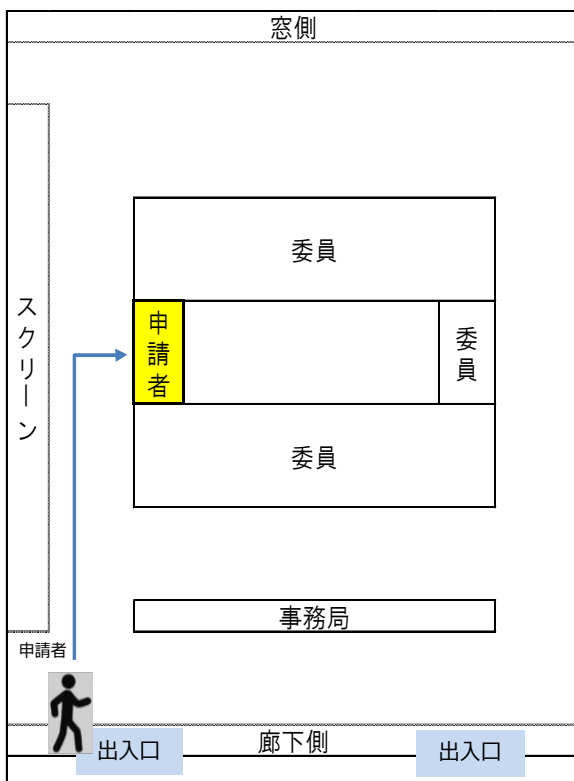 窓側
委員
スクリーン
申請者
委員
委員
事務局
申請者
出入口
廊下側
出入口